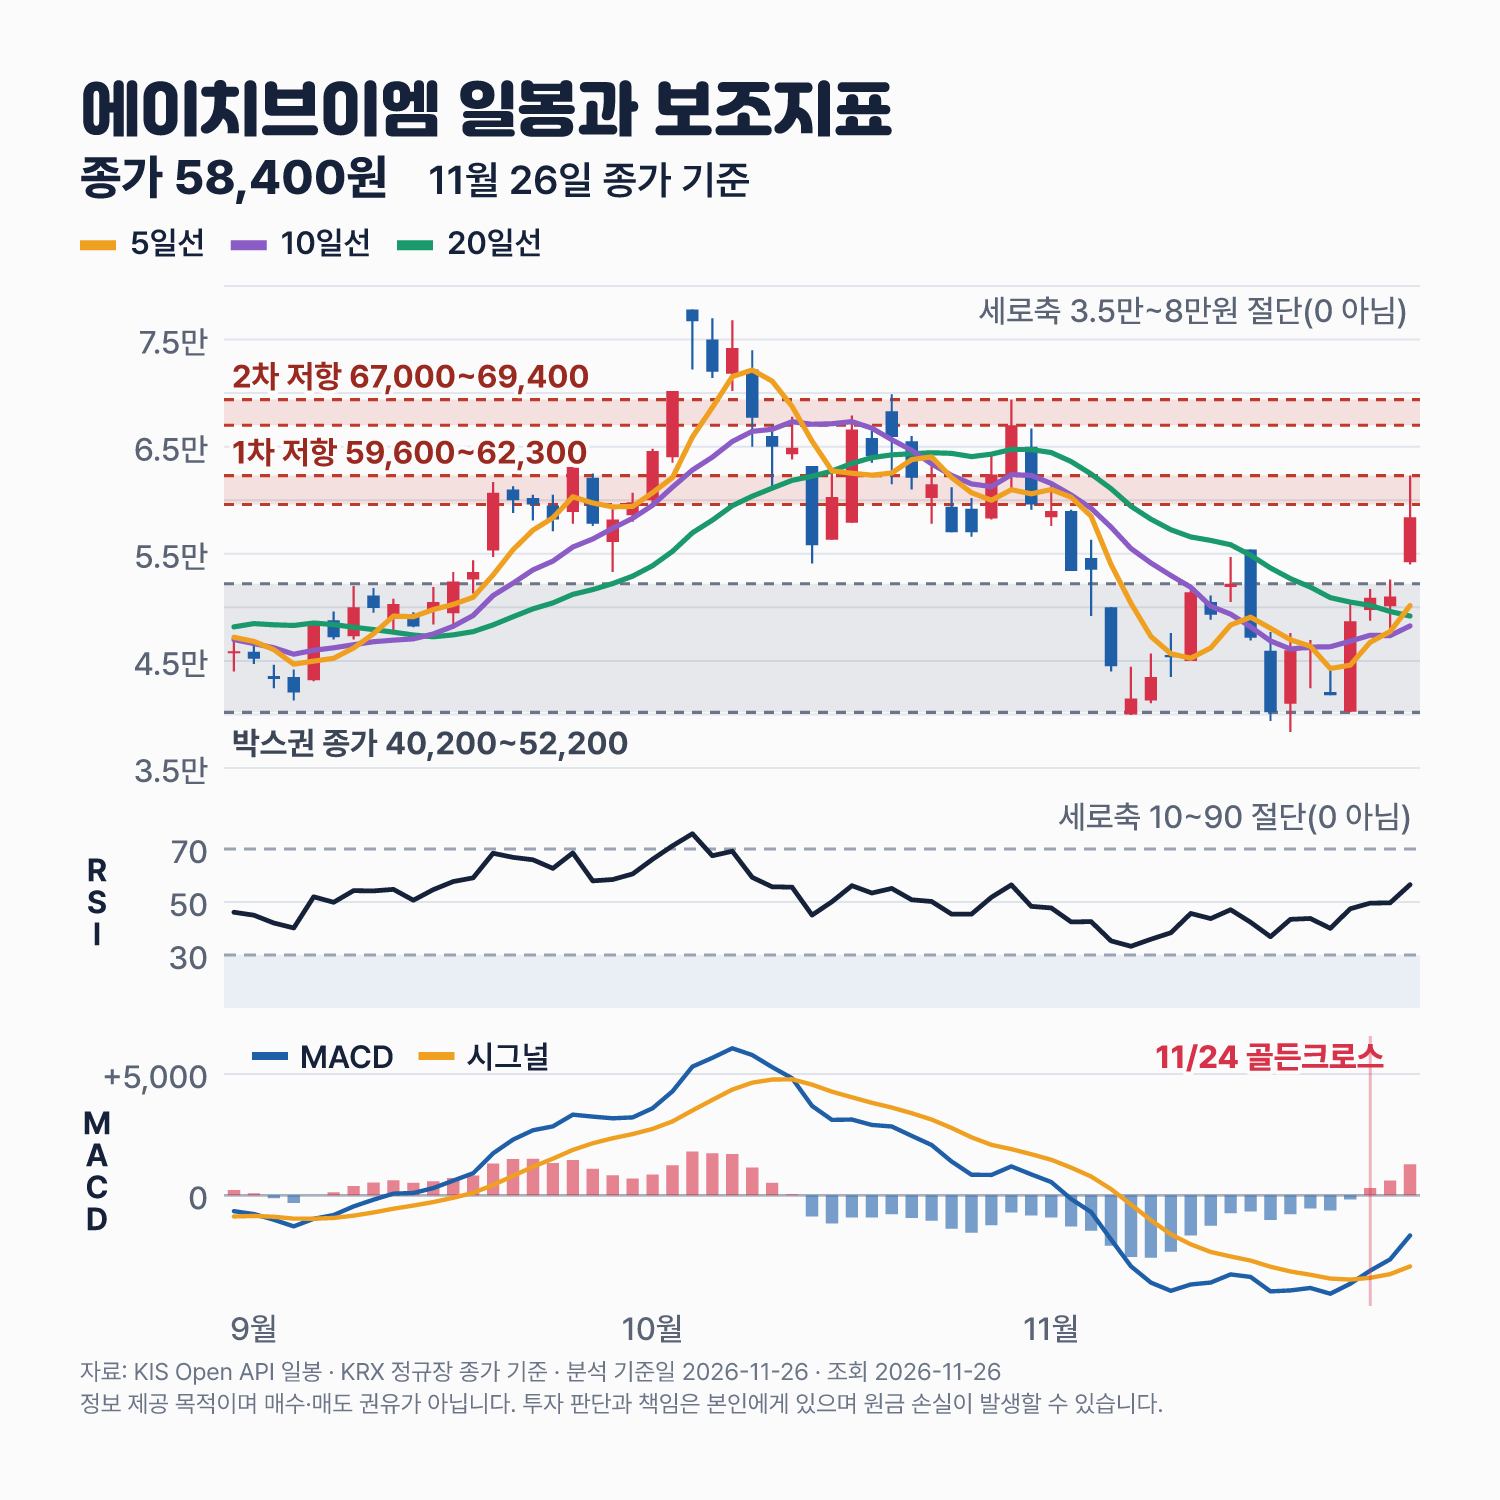 에이치브이엠 일봉과 보조지표
종가 58,400원 11월 26일 종가 기준
5일선 10일선 20일선
세로축 3.5만~8만원 절단(0 아님)
7.5만
2차 저항 67,000~69,400
6.5만
1차 저항 59,600~62,300
5.5만
4.5만
박스권 종가 40,200~52,200
3.5만
세로축 10~90 절단(0 아님)
RSI
70
50
30
MACD 시그널
11/24 골든크로스
+5,000
MACD
0
9월 10월 11월
자료: KIS Open API 일봉 · KRX 정규장 종가 기준 · 분석 기준일 2026-11-26 · 조회 2026-11-26
정보 제공 목적이며 매수·매도 권유가 아닙니다. 투자 판단과 책임은 본인에게 있으며 원금 손실이 발생할 수 있습니다.